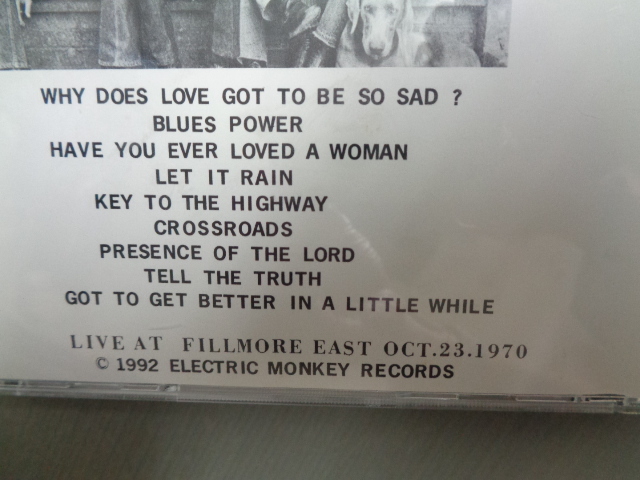 WHY DOES LOVE GOT TO BE SO SAD ?
BLUES POWER
HAVE YOU EVER LOVED A WOMAN
LET IT RAIN
KEY TO THE HIGHWAY
CROSSROADS
PRESENCE OF THE LORD
TELL THE TRUTH
GOT TO GET BETTER IN A LITTLE WHILE
LIVE AT FILLMORE EAST OCT.23.1970
© 1992 ELECTRIC MONKEY RECORDS